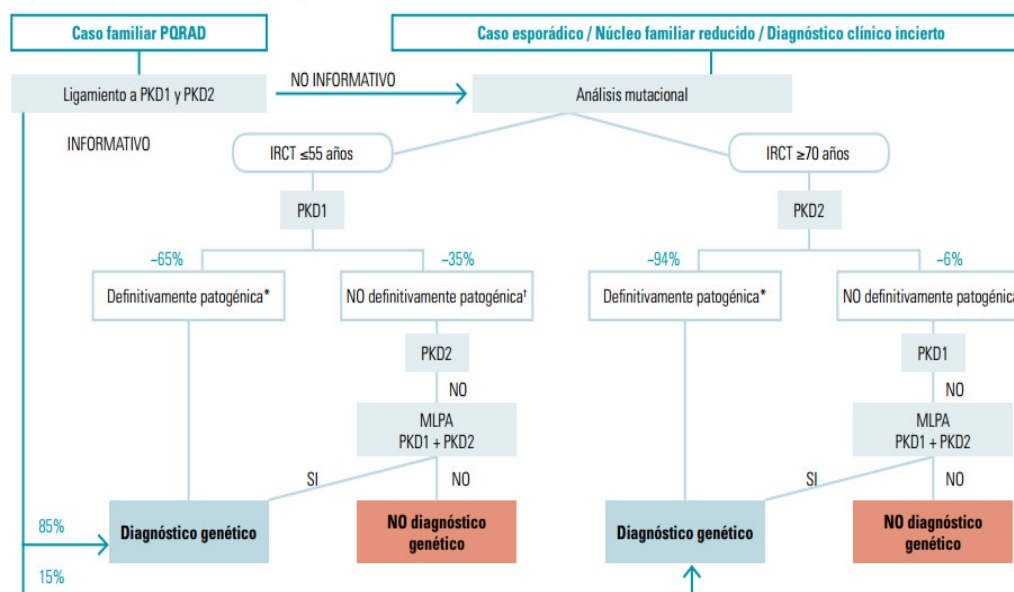 Caso familiar PQRAD
Caso esporádico / Núcleo familiar reducido / Diagnóstico clínico incierto
Ligamiento a PKD1 y PKD2
NO INFORMATIVO
Análisis mutacional
INFORMATIVO
IRCT ≤55 años
IRCT ≥70 años
PKD1
PKD2
~65%
~35%
~94%
~6%
Definitivamente patogénica*
NO definitivamente patogénica†
Definitivamente patogénica*
NO definitivamente patogénica
PKD2
PKD1
NO
NO
MLPA
PKD1 + PKD2
MLPA
PKD1 + PKD2
SI
NO
SI
NO
85%
Diagnóstico genético
NO diagnóstico
genético
Diagnóstico genético
NO diagnóstico
genético
15%